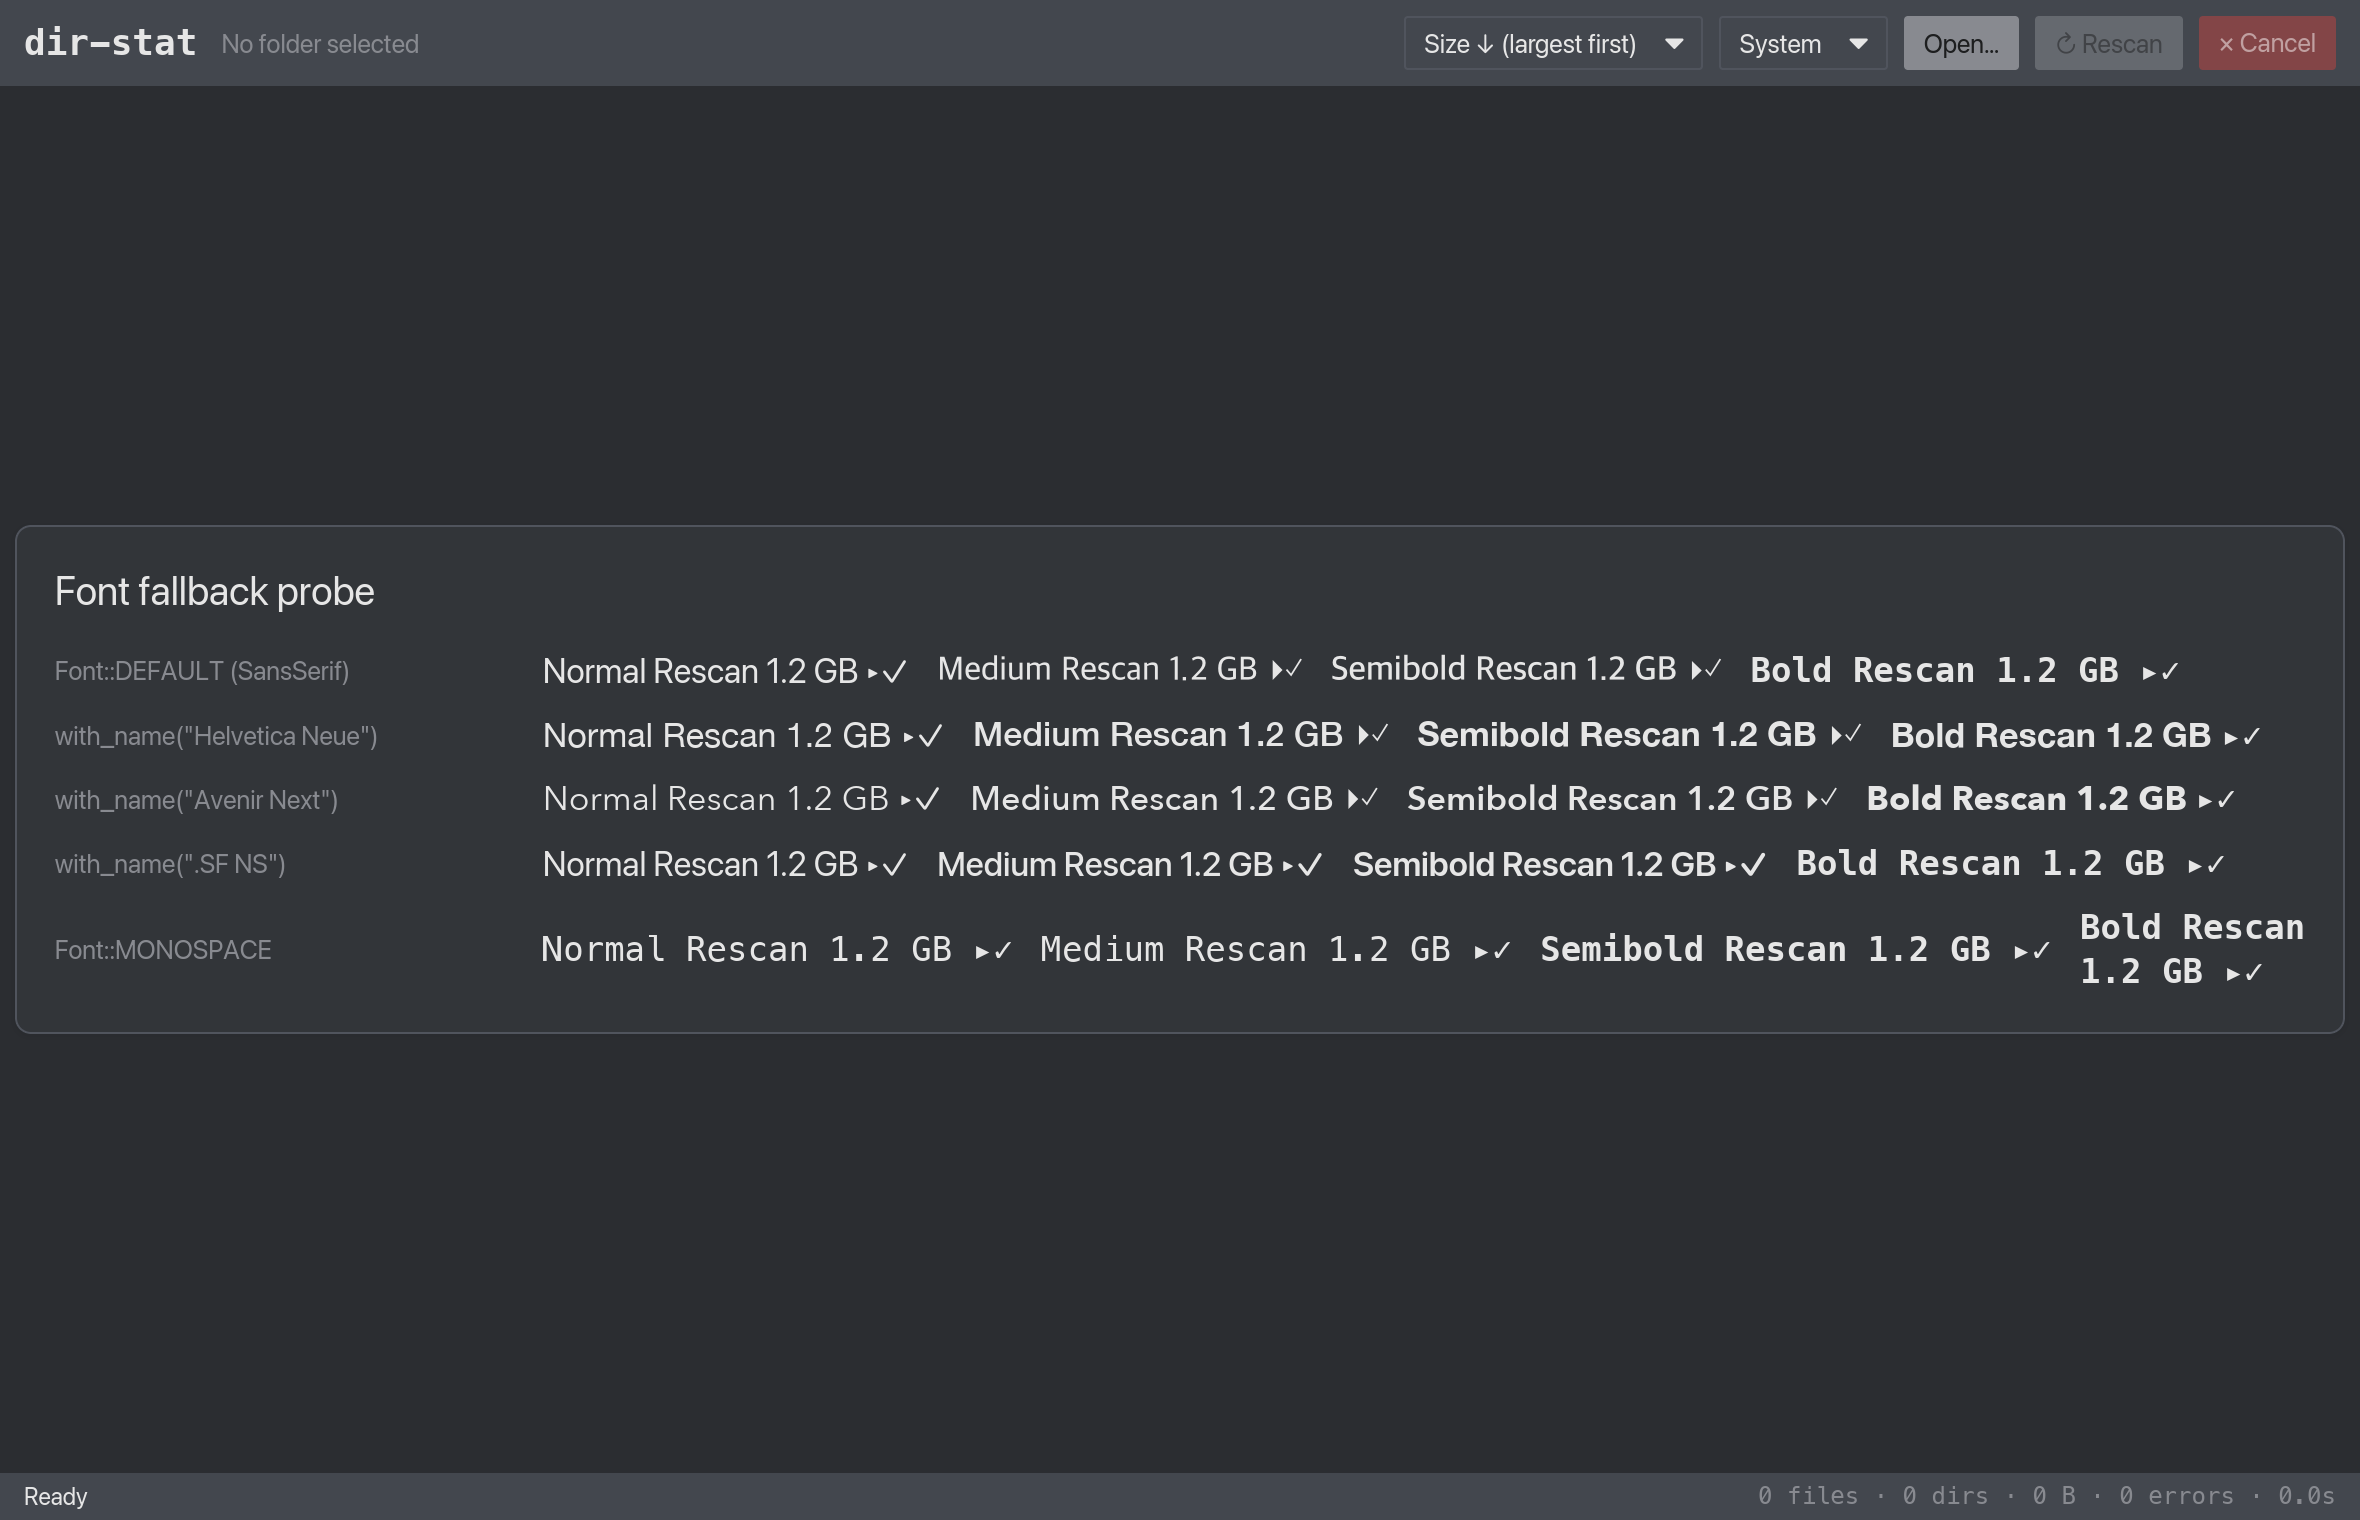 dir-stat No folder selected Size ↓ (largest first) ▼ System ▼ Open... ↻ Rescan × Cancel
Font fallback probe
Font::DEFAULT (SansSerif) Normal Rescan 1.2 GB ▸✓ Medium Rescan 1.2 GB ▸✓ Semibold Rescan 1.2 GB ▸✓ Bold Rescan 1.2 GB ▸✓
with_name("Helvetica Neue") Normal Rescan 1.2 GB ▸✓ Medium Rescan 1.2 GB ▸✓ Semibold Rescan 1.2 GB ▸✓ Bold Rescan 1.2 GB ▸✓
with_name("Avenir Next") Normal Rescan 1.2 GB ▸✓ Medium Rescan 1.2 GB ▸✓ Semibold Rescan 1.2 GB ▸✓ Bold Rescan 1.2 GB ▸✓
with_name(".SF NS") Normal Rescan 1.2 GB ▸✓ Medium Rescan 1.2 GB ▸✓ Semibold Rescan 1.2 GB ▸✓ Bold Rescan 1.2 GB ▸✓
Font::MONOSPACE Normal Rescan 1.2 GB ▸✓ Medium Rescan 1.2 GB ▸✓ Semibold Rescan 1.2 GB ▸✓ Bold Rescan
1.2 GB ▸✓
Ready 0 files · 0 dirs · 0 B · 0 errors · 0.0s